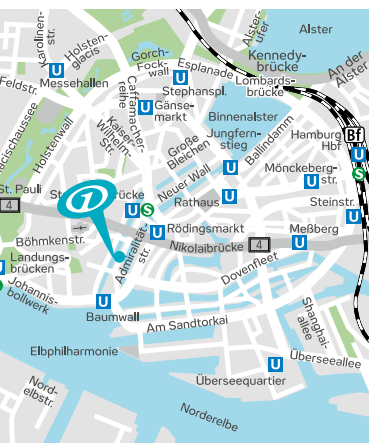 Karolinen-
str.
Holsten-
glacis
Gorch-
Fock-
wall
Esplanade
Alster-
ufer
Alster
Kennedy-
brücke
An der
Alster
Lombards-
brücke
Feldstr.
U
Messehallen
U
Stephanspl.
Caffamacher-
reihe
U
Gänse-
markt
Kaiser-
Wilhelm-
Str.
Holstenwall
Binnenalster
Jungfern-
stieg
U
Ballindamm
Hamburg
Hbf
Bf
U
S
Große
Bleichen
Neuer Wall
Mönckeberg-
str.
U
St. Pauli
4
U
S
Rathaus
U
Steinstr.
U
Rödingsmarkt
U
Meßberg
U
Nikolaibrücke
4
1
Böhmkenstr.
Admiralität-
str.
Landungs-
brücken
U
Johannis-
bollwerk
Dovenfleet
U
Baumwall
Am Sandtorkai
Shanghai-
allee
Elbphilharmonie
Überseeallee
U
Überseequartier
Nord-
elbstr.
Norderelbe